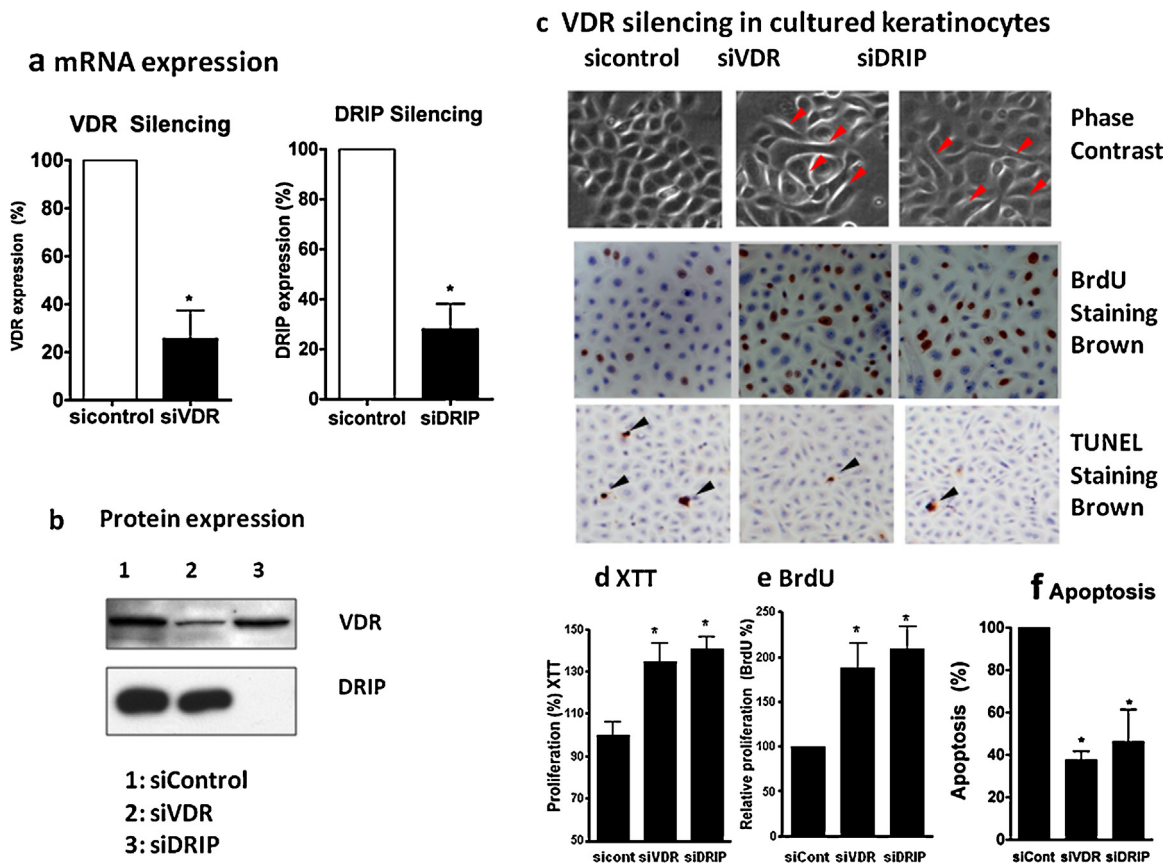 a mRNA expression
VDR Silencing
VDR expression (%)
100
80
60
40
20
0
*
sicontrol siVDR
DRIP Silencing
DRIP expression (%)
100
80
60
40
20
0
*
sicontrol siDRIP
b Protein expression
1 2 3
VDR
DRIP
1: siControl
2: siVDR
3: siDRIP
c VDR silencing in cultured keratinocytes
sicontrol siVDR siDRIP
Phase
Contrast
BrdU
Staining
Brown
TUNEL
Staining
Brown
d XTT
Proliferation (%) XTT
150
130
100
90
50
* *
sicont siVDR siDRIP
e BrdU
Relative proliferation (BrdU %)
250
200
150
100
50
0
* *
siCont siVDR siDRIP
f Apoptosis
Apoptosis (%)
100
80
60
40
20
0
* *
siCont siVDR siDRIP